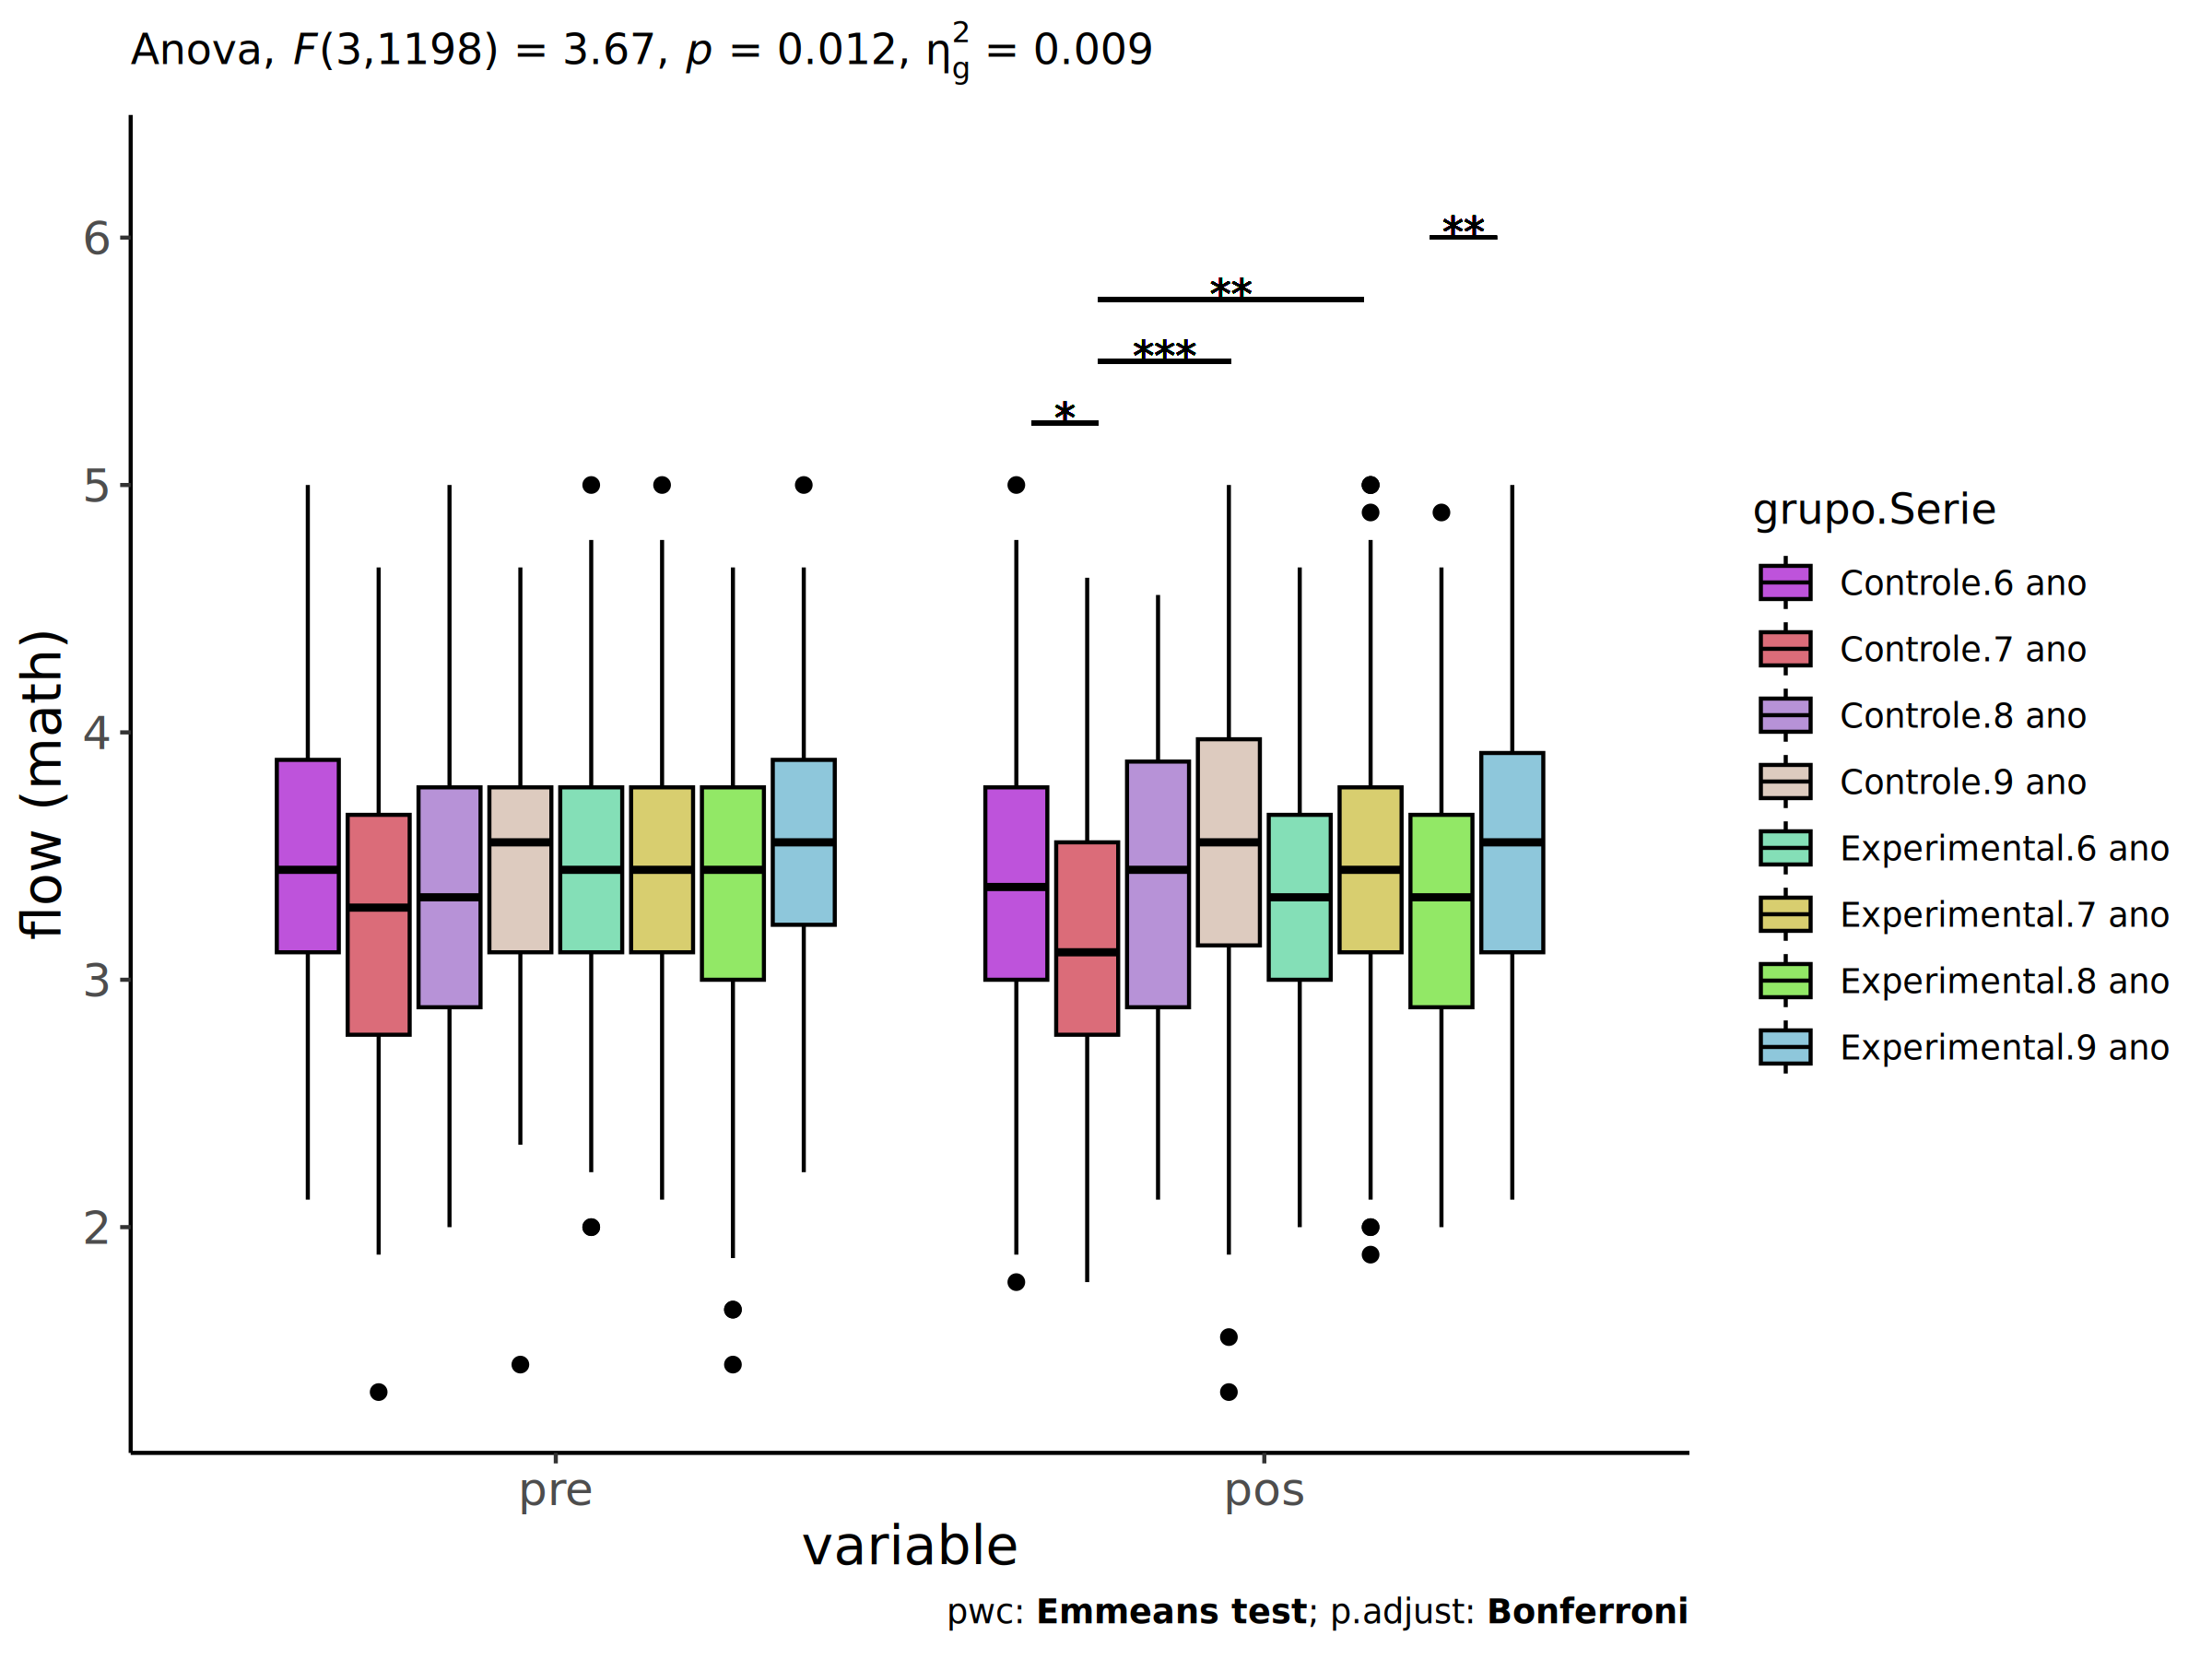 Anova, F(3,1198) = 3.67, p = 0.012, η²g = 0.009
flow (math)
6
5
4
3
2
**
**
***
*
pre
pos
variable
grupo.Serie
Controle.6 ano
Controle.7 ano
Controle.8 ano
Controle.9 ano
Experimental.6 ano
Experimental.7 ano
Experimental.8 ano
Experimental.9 ano
pwc: Emmeans test; p.adjust: Bonferroni